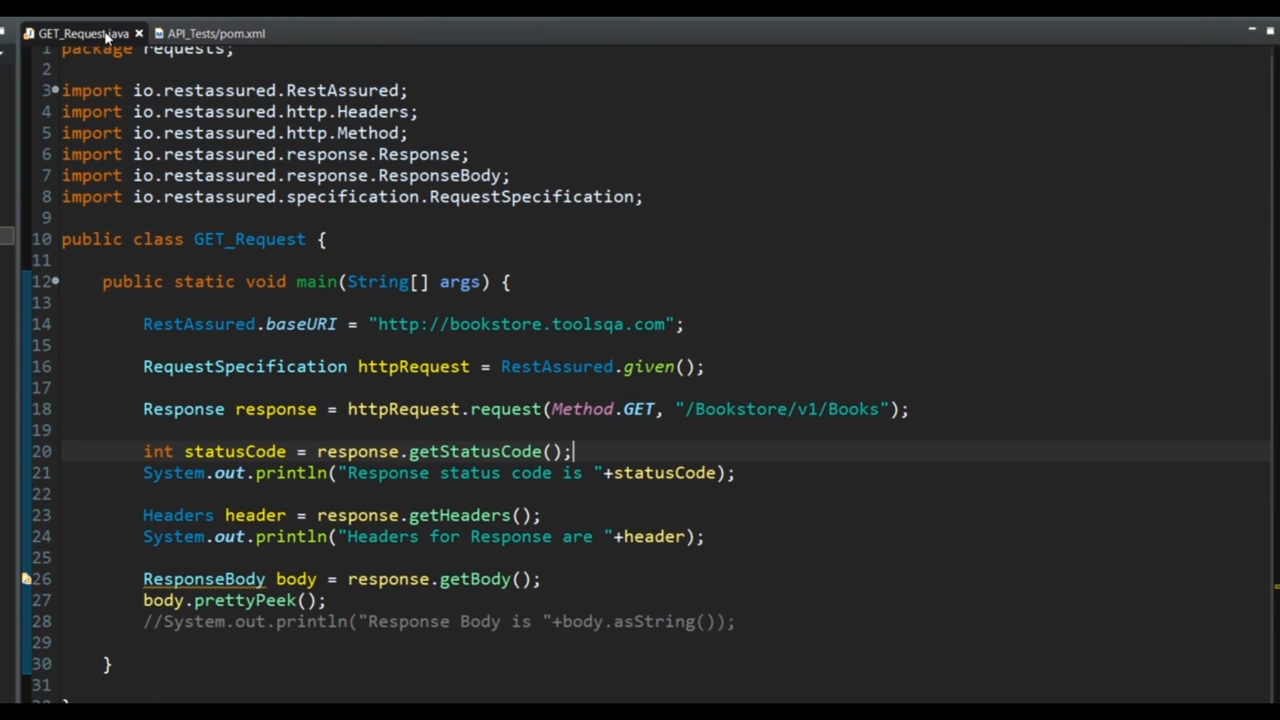 GET_Request.java API_Tests/pom.xml
1 package requests;
2
3 import io.restassured.RestAssured;
4 import io.restassured.http.Headers;
5 import io.restassured.http.Method;
6 import io.restassured.response.Response;
7 import io.restassured.response.ResponseBody;
8 import io.restassured.specification.RequestSpecification;
9
10 public class GET_Request {
11
12 public static void main(String[] args) {
13
14 RestAssured.baseURI = "http://bookstore.toolsqa.com";
15
16 RequestSpecification httpRequest = RestAssured.given();
17
18 Response response = httpRequest.request(Method.GET, "/Bookstore/v1/Books");
19
20 int statusCode = response.getStatusCode();
21 System.out.println("Response status code is "+statusCode);
22
23 Headers header = response.getHeaders();
24 System.out.println("Headers for Response are "+header);
25
26 ResponseBody body = response.getBody();
27 body.prettyPeek();
28 //System.out.println("Response Body is "+body.asString());
29
30 }
31